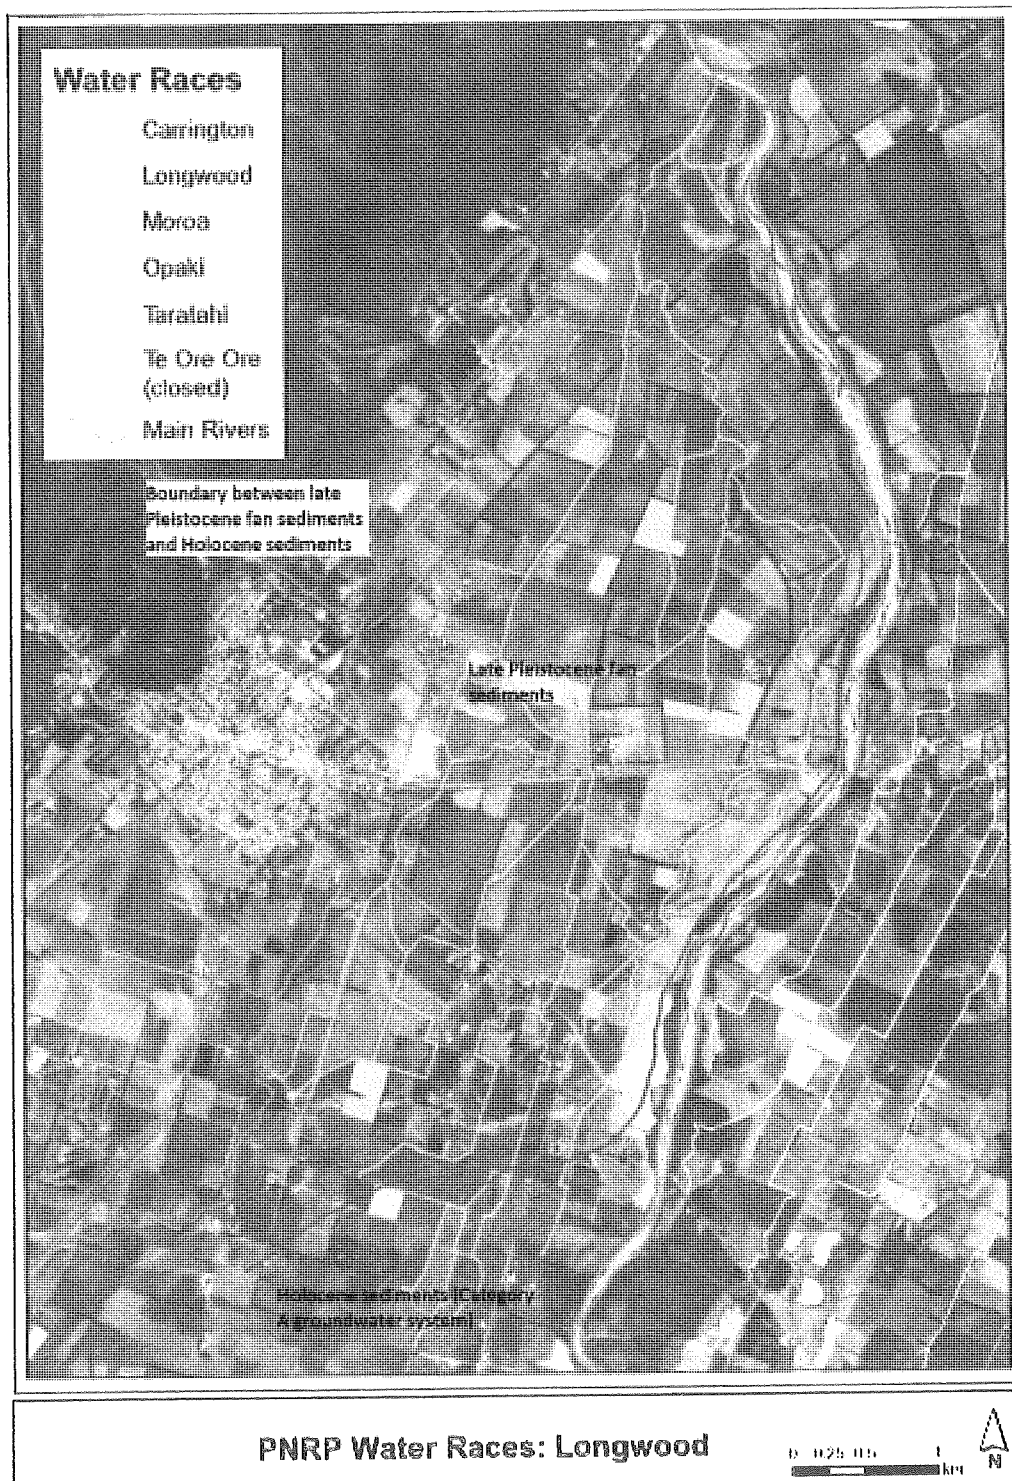 Water Races
Carrington
Longwood
Moroa
Opaki
Taratahi
Te Ore Ore
(closed)
Main Rivers
Boundary between late
Pleistocene fan sediments
and Holocene sediments
Late Pleistocene fan
sediments
Holocene sediments [Category
A groundwater system]
PNRP Water Races: Longwood
0 0.25 0.5 1
km
N